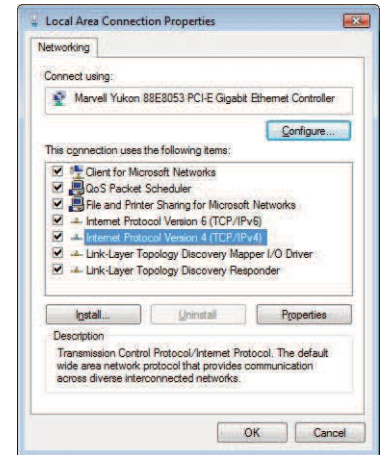 Local Area Connection Properties
Networking
Connect using:
Marvell Yukon 88E8053 PCI-E Gigabit Ethernet Controller
Configure...
This connection uses the following items:
Client for Microsoft Networks
QoS Packet Scheduler
File and Printer Sharing for Microsoft Networks
Internet Protocol Version 6 (TCP/IPv6)
Internet Protocol Version 4 (TCP/IPv4)
Link-Layer Topology Discovery Mapper I/O Driver
Link-Layer Topology Discovery Responder
Install... Uninstall Properties
Description
Transmission Control Protocol/Internet Protocol. The default
wide area network protocol that provides communication
across diverse interconnected networks.
OK Cancel